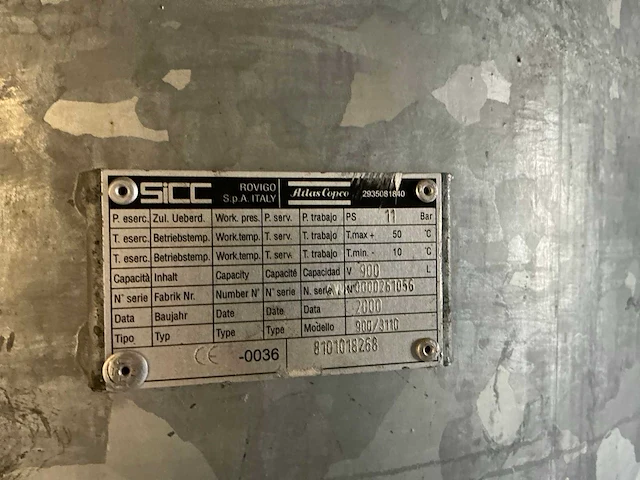 SICC ROVIGO S.p.A. ITALY Atlas Copco 2935081840
P. eserc. Zul. Ueberd. Work. pres. P. serv. P. trabajo PS 11 Bar
T. eserc. Betriebstemp. Work.temp. T. serv. T. trabajo T.max + 50 °C
T. eserc. Betriebstemp. Work.temp. T. serv. T. trabajo T.min. - 10 °C
Capacità Inhalt Capacity Capacité Capacidad V 900 L
N° serie Fabrik Nr. Number N° N° serie N. serie N° 0000261056
Data Baujahr Date Date Data 2000
Tipo Typ Type Type Modello 900/3110
CE -0036 8101018268